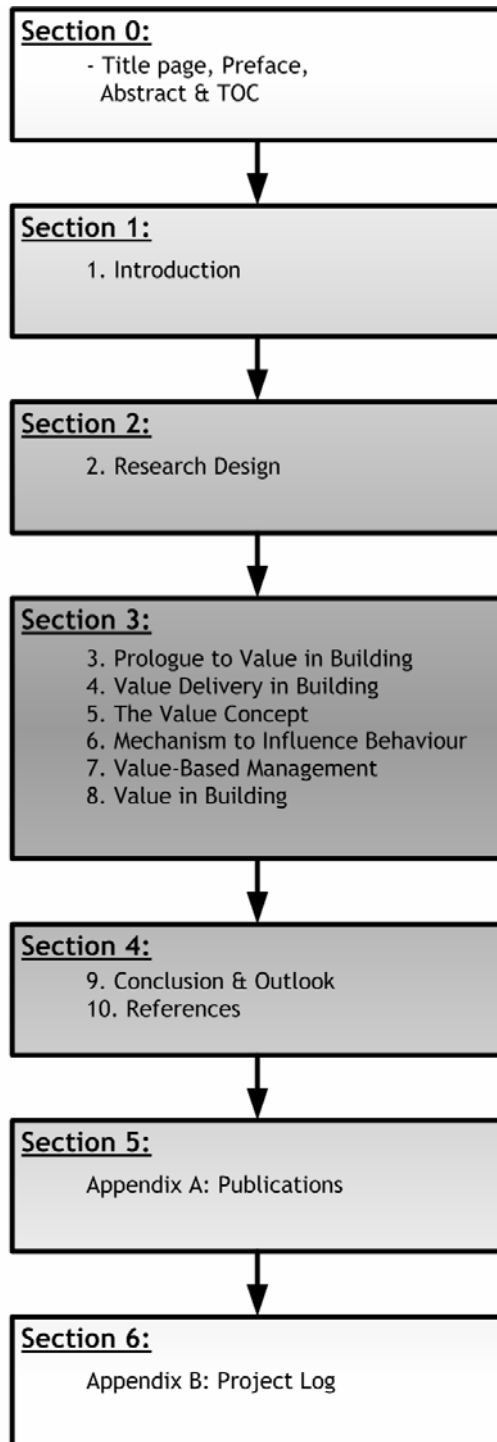 Section 0:
- Title page, Preface,
Abstract & TOC
Section 1:
1. Introduction
Section 2:
2. Research Design
Section 3:
3. Prologue to Value in Building
4. Value Delivery in Building
5. The Value Concept
6. Mechanism to Influence Behaviour
7. Value-Based Management
8. Value in Building
Section 4:
9. Conclusion & Outlook
10. References
Section 5:
Appendix A: Publications
Section 6:
Appendix B: Project Log